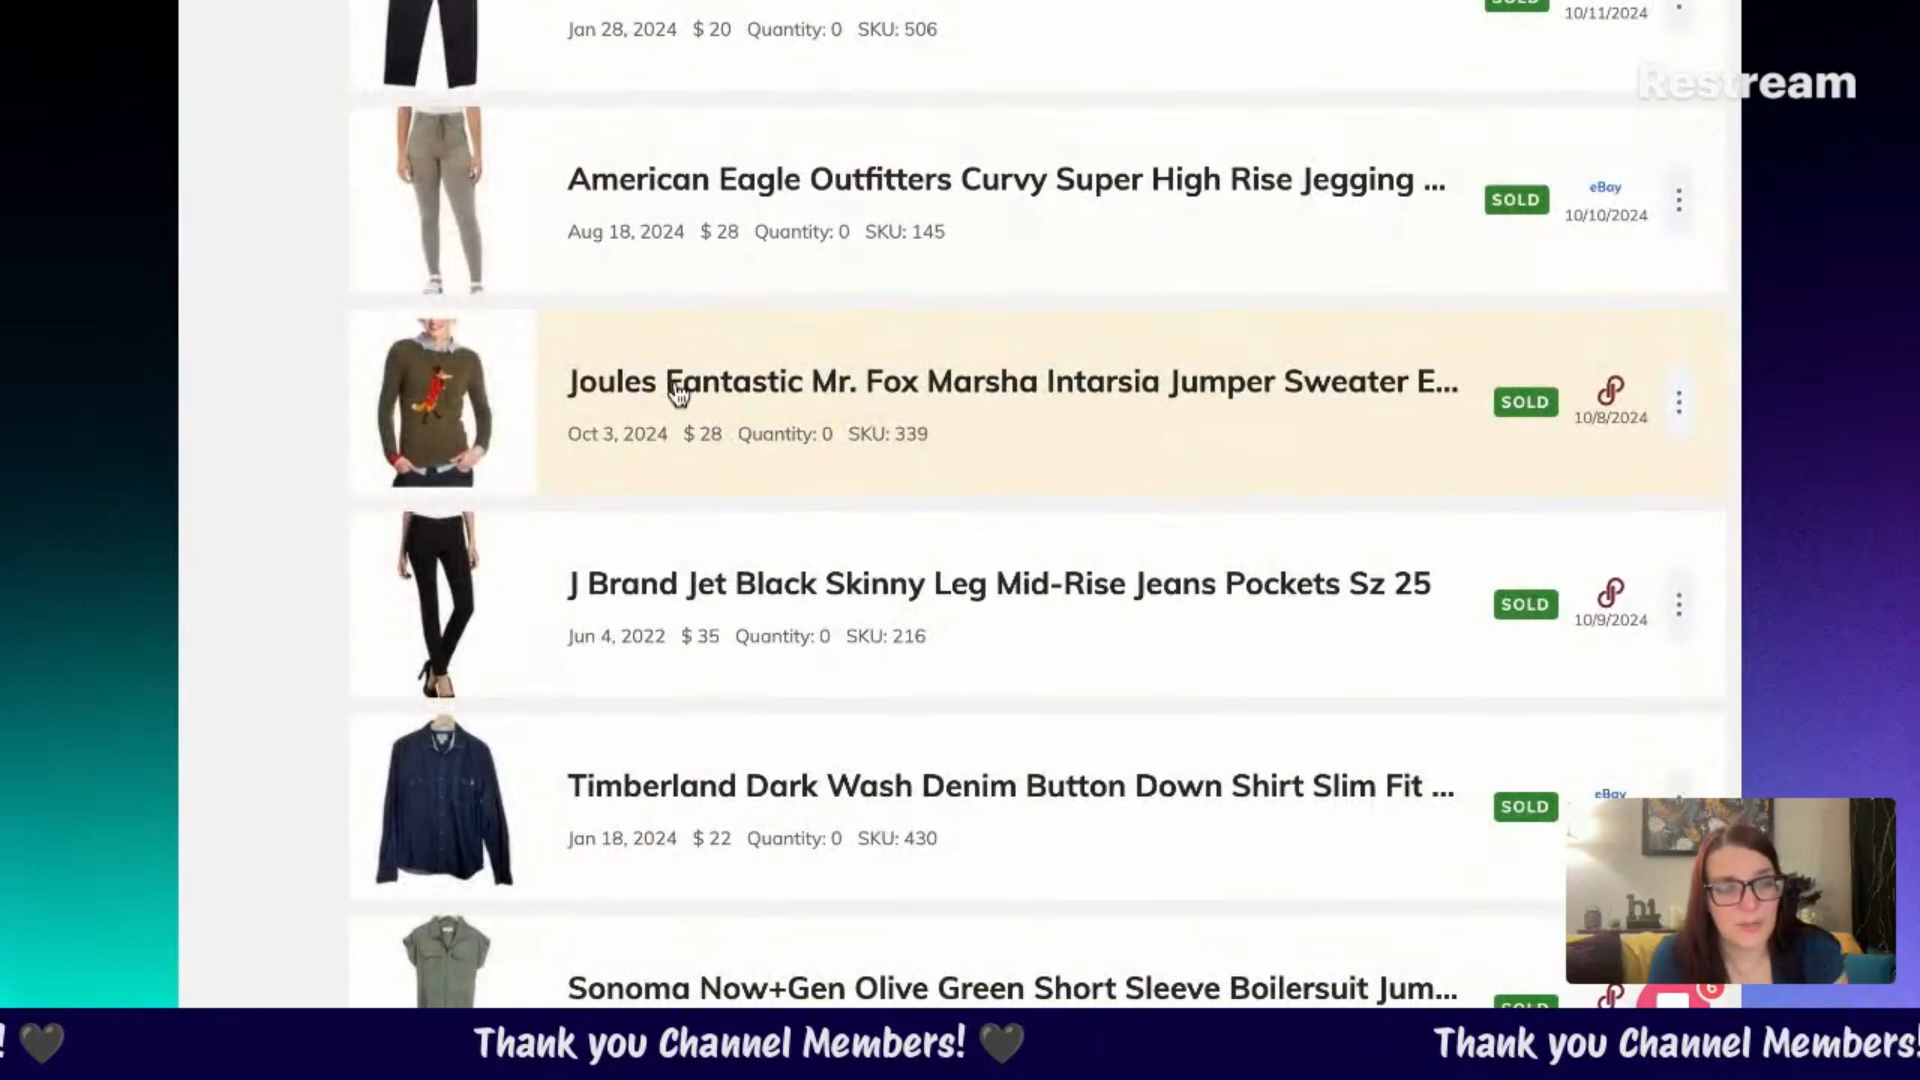 SOLD
10/11/2024
Jan 28, 2024 $ 20 Quantity: 0 SKU: 506
Restream
American Eagle Outfitters Curvy Super High Rise Jegging ...
SOLD
eBay
10/10/2024
Aug 18, 2024 $ 28 Quantity: 0 SKU: 145
Joules Fantastic Mr. Fox Marsha Intarsia Jumper Sweater E...
SOLD
10/8/2024
Oct 3, 2024 $ 28 Quantity: 0 SKU: 339
J Brand Jet Black Skinny Leg Mid-Rise Jeans Pockets Sz 25
SOLD
10/9/2024
Jun 4, 2022 $ 35 Quantity: 0 SKU: 216
Timberland Dark Wash Denim Button Down Shirt Slim Fit ...
SOLD
eBay
Jan 18, 2024 $ 22 Quantity: 0 SKU: 430
hi
Sonoma Now+Gen Olive Green Short Sleeve Boilersuit Jum...
SOLD
6
! 🖤 Thank you Channel Members! 🖤 Thank you Channel Members!